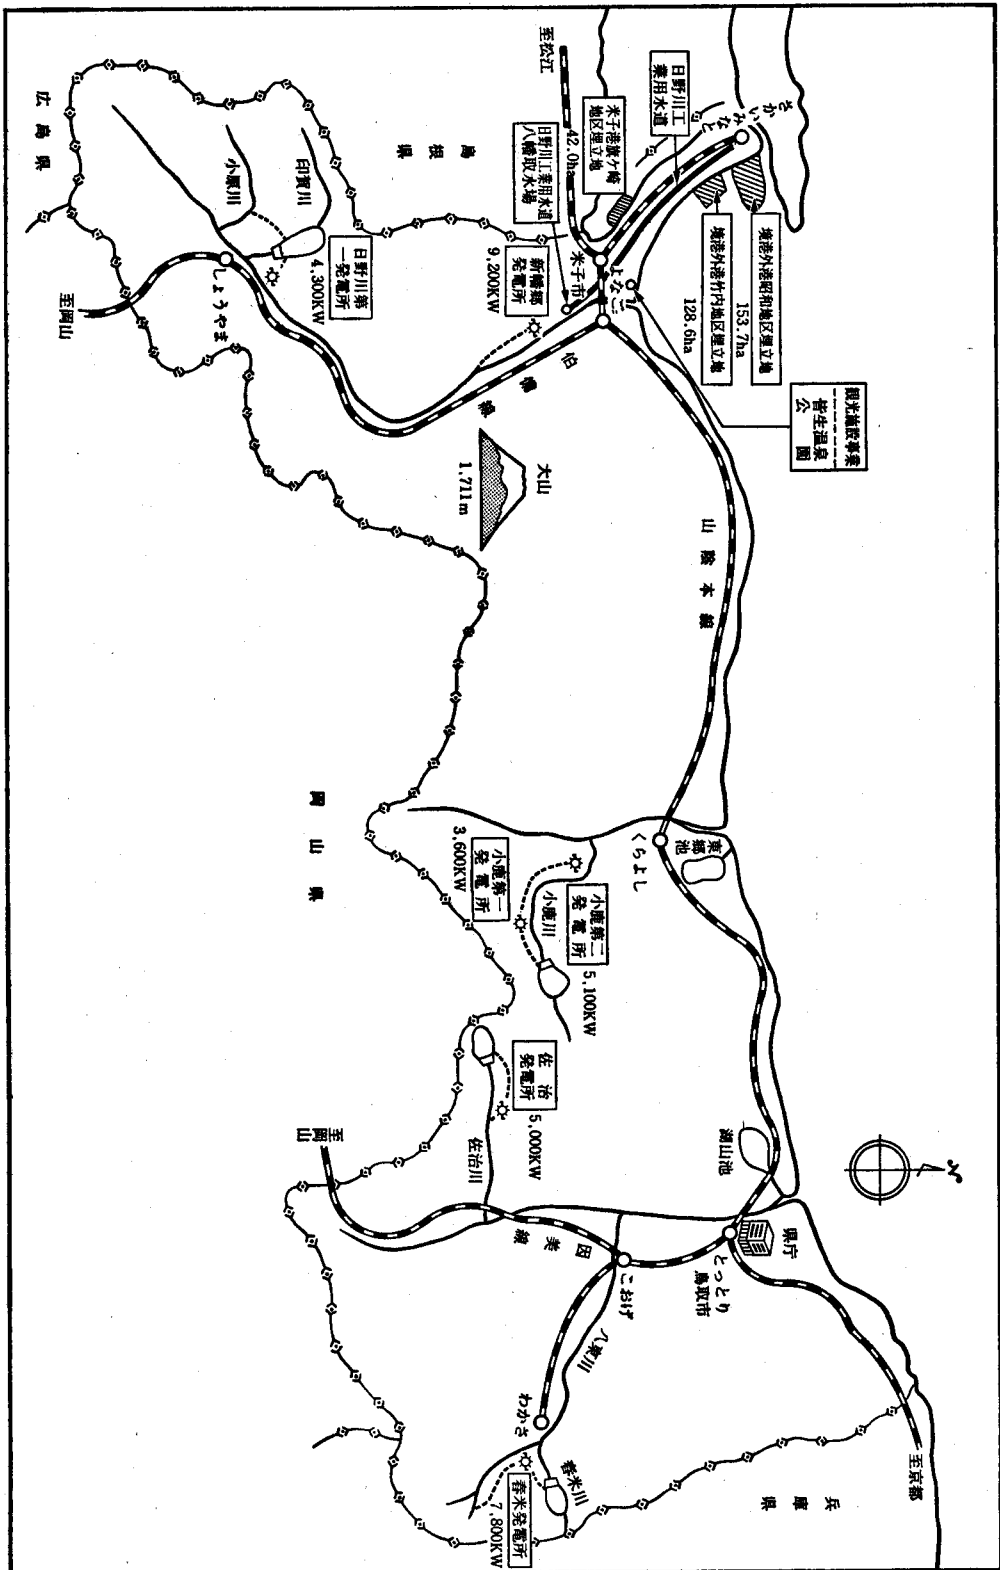 さかいみなと
日野川工
業用水道
至松江
米子港旗ケ崎
地区埋立地
42.0ha
日野川工業用水道
八幡取水場
境港外港昭和地区埋立地
153.7ha
境港外港竹内地区埋立地
128.6ha
観光施設事業
皆生温泉
公園
よなご
米子市
新幡郷
発電所
9,200KW
島根県
広島県
印賀川
小原川
日野川第
一発電所
4,300KW
しょうやま
至岡山
伯備線
大山
1,711m
山陰本線
岡山県
くらよし
東郷
池
小鹿第一
発電所
3,600KW
小鹿第二
発電所
5,100KW
小鹿川
佐治
発電所
5,000KW
佐治川
至岡山
湖山池
N
県庁
とっとり
鳥取市
因美線
こおげ
八東川
わかさ
春米川
春米発電所
7,800KW
至京都
兵庫県